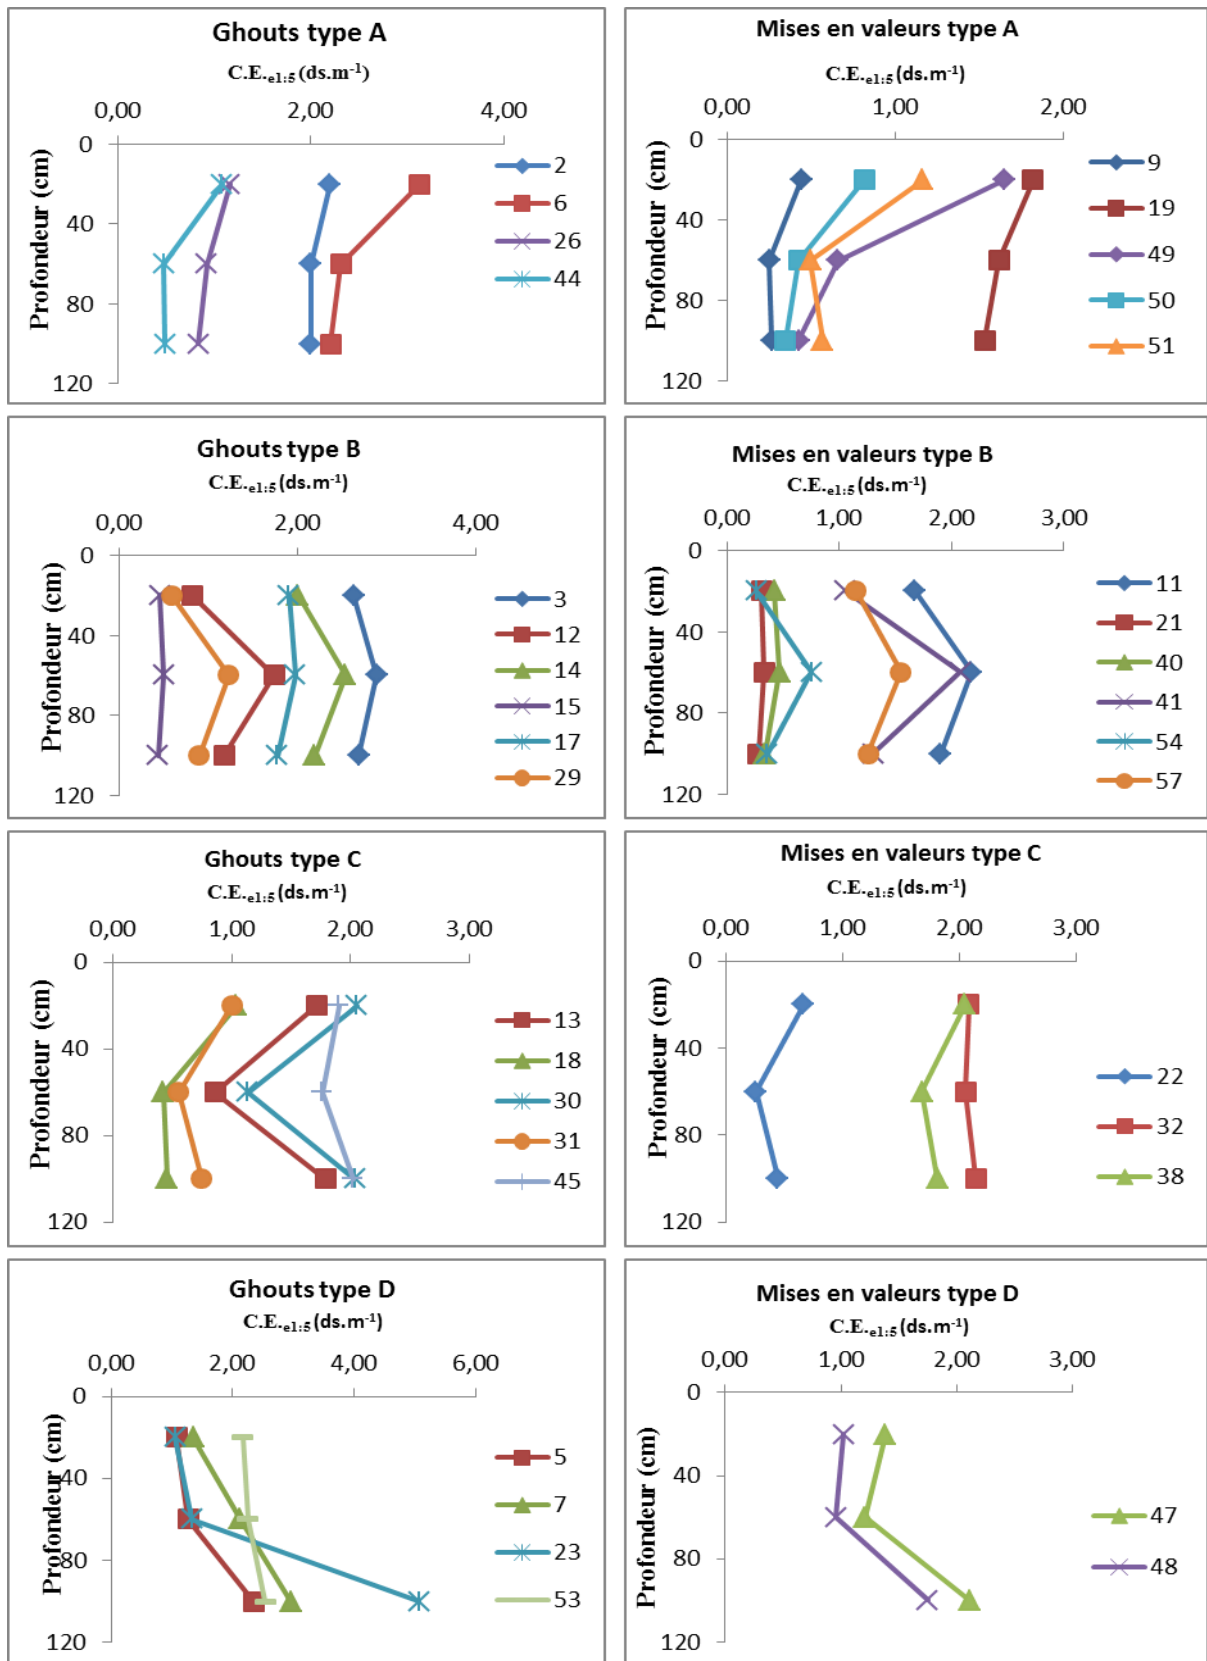 Ghouts type A
C.E.e1:5 (ds.m-1)
0,00 2,00 4,00
0
40
80
120
Profondeur (cm)
2
6
26
44
Mises en valeurs type A
C.E.e1:5 (ds.m-1)
0,00 1,00 2,00
0
40
80
120
Profondeur (cm)
9
19
49
50
51
Ghouts type B
C.E.e1:5 (ds.m-1)
0,00 2,00 4,00
0
40
80
120
Profondeur (cm)
3
12
14
15
17
29
Mises en valeurs type B
C.E.e1:5 (ds.m-1)
0,00 1,00 2,00 3,00
0
40
80
120
Profondeur (cm)
11
21
40
41
54
57
Ghouts type C
C.E.e1:5 (ds.m-1)
0,00 1,00 2,00 3,00
0
40
80
120
Profondeur (cm)
13
18
30
31
45
Mises en valeurs type C
C.E.e1:5 (ds.m-1)
0,00 1,00 2,00 3,00
0
40
80
120
Profondeur (cm)
22
32
38
Ghouts type D
C.E.e1:5 (ds.m-1)
0,00 2,00 4,00 6,00
0
40
80
120
Profondeur (cm)
5
7
23
53
Mises en valeurs type D
C.E.e1:5 (ds.m-1)
0,00 1,00 2,00 3,00
0
40
80
120
Profondeur (cm)
47
48